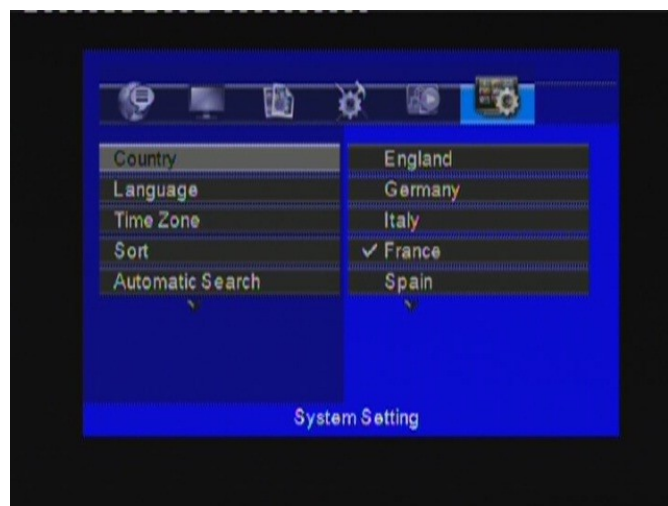 Country
Language
Time Zone
Sort
Automatic Search
England
Germany
Italy
France
Spain
System Setting